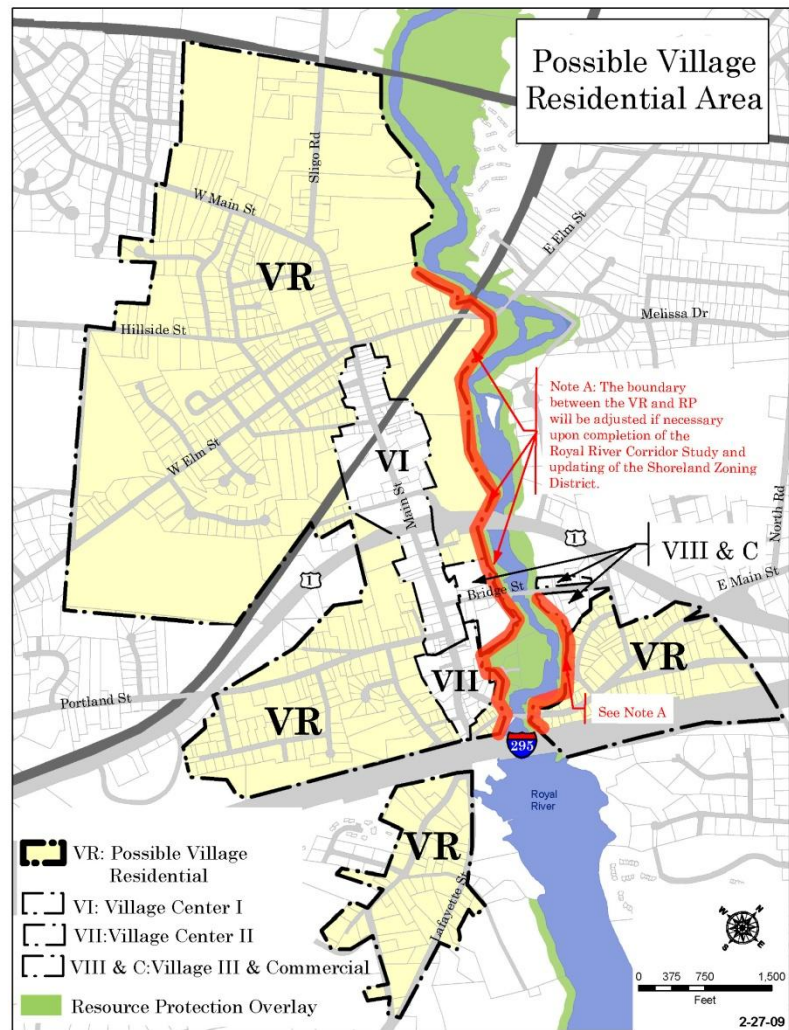 Possible Village
Residential Area
Sligo Rd
W Main St
E Elm St
VR
Hillside St
Melissa Dr
Note A: The boundary
between the VR and RP
will be adjusted if necessary
upon completion of the
Royal River Corridor Study and
updating of the Shoreland Zoning
District.
W Elm St
VI
Main St
North Rd
1
1
VIII & C
Bridge St
E Main St
VR
VII
Portland St
VR
See Note A
295
Royal
River
VR
Lafayette St
VR: Possible Village
Residential
VI: Village Center I
VII:Village Center II
VIII & C:Village III & Commercial
Resource Protection Overlay
N
W
E
S
0 375 750 1,500
Feet
2-27-09